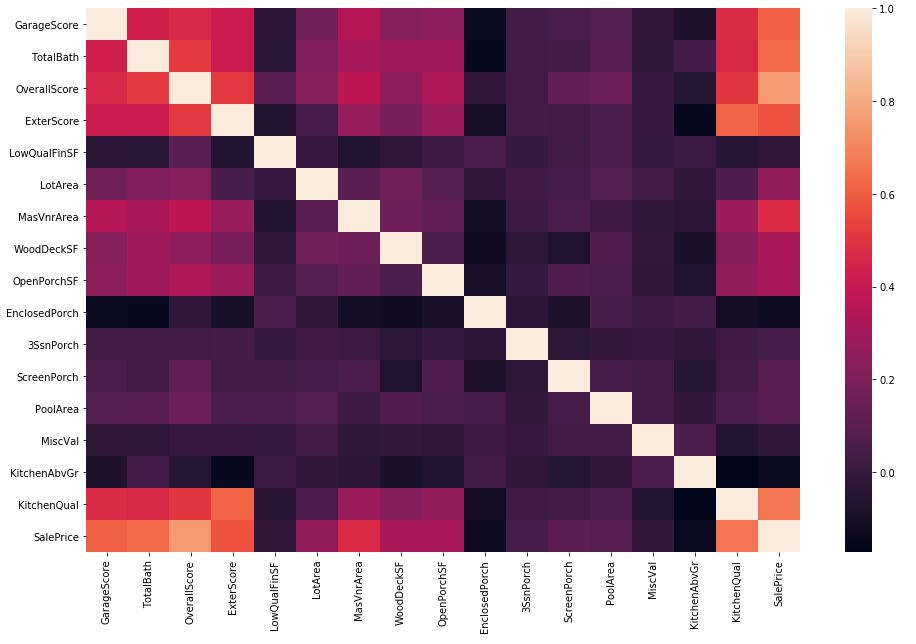 GarageScore
TotalBath
OverallScore
ExterScore
LowQualFinSF
LotArea
MasVnrArea
WoodDeckSF
OpenPorchSF
EnclosedPorch
3SsnPorch
ScreenPorch
PoolArea
MiscVal
KitchenAbvGr
KitchenQual
SalePrice
GarageScore
TotalBath
OverallScore
ExterScore
LowQualFinSF
LotArea
MasVnrArea
WoodDeckSF
OpenPorchSF
EnclosedPorch
3SsnPorch
ScreenPorch
PoolArea
MiscVal
KitchenAbvGr
KitchenQual
SalePrice
1.0
0.8
0.6
0.4
0.2
0.0